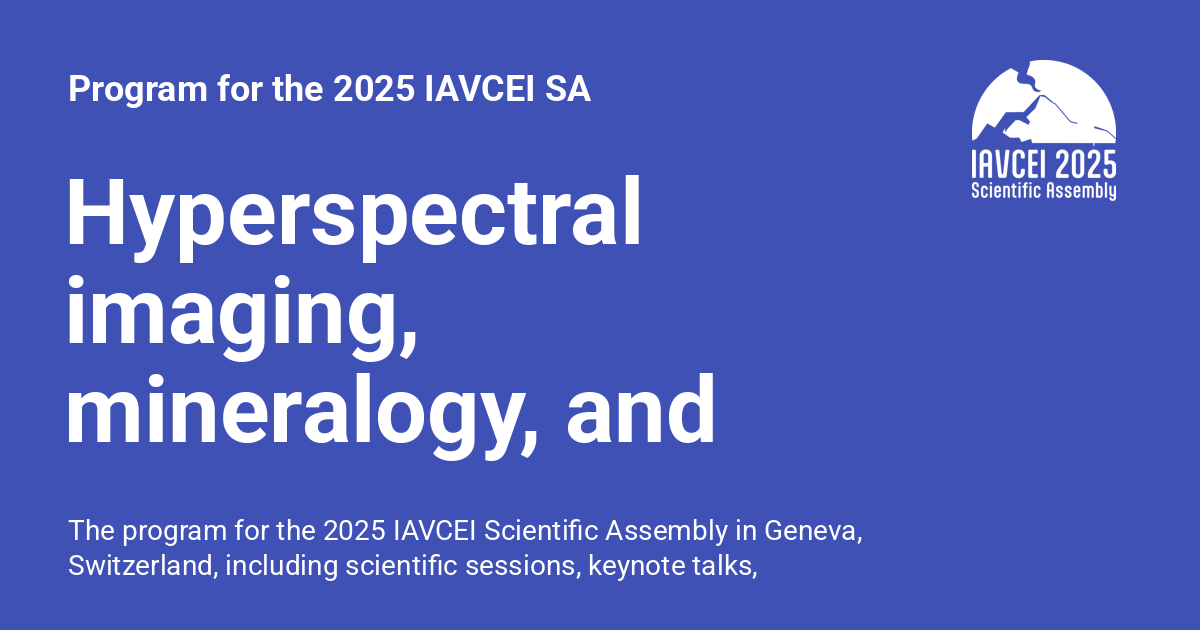 Program for the 2025 IAVCEI SA
IAVCEI 2025
Scientific Assembly
Hyperspectral
imaging,
mineralogy, and
The program for the 2025 IAVCEI Scientific Assembly in Geneva,
Switzerland, including scientific sessions, keynote talks,